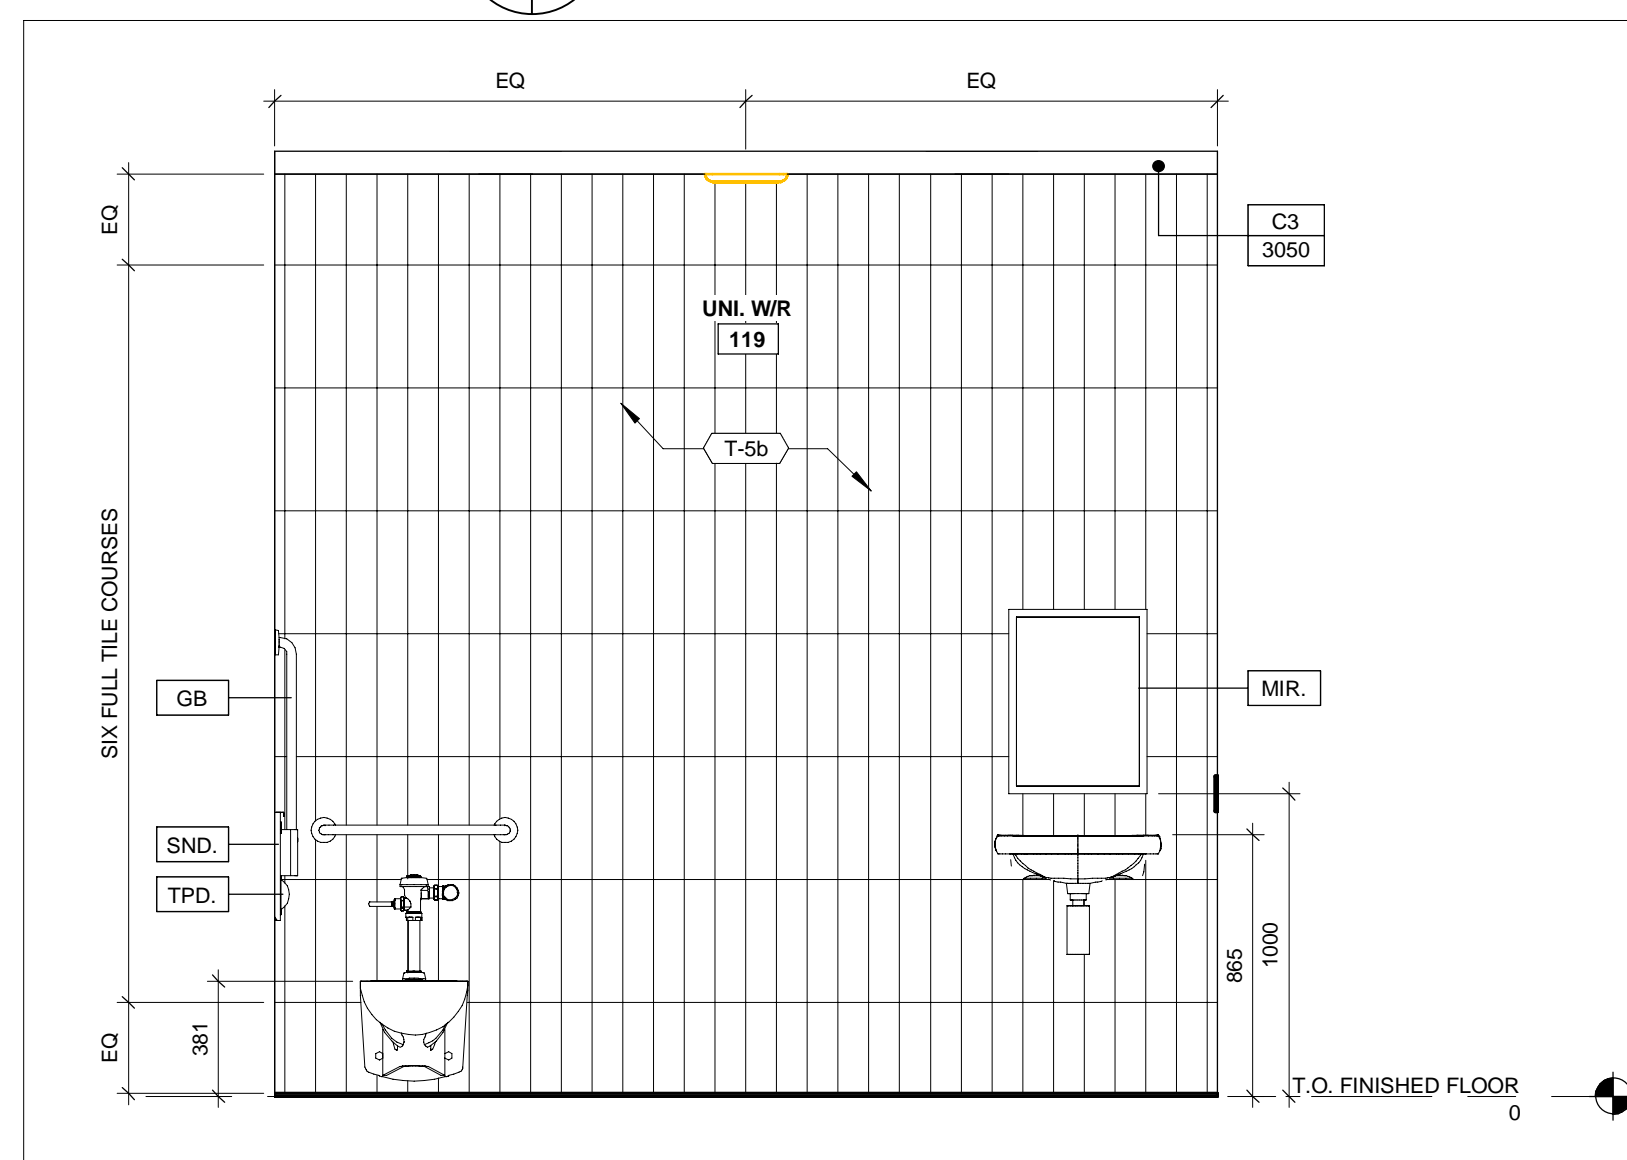 EQ EQ
EQ
C3
3050
UNI. W/R
119
T-5b
SIX FULL TILE COURSES
GB
MIR.
SND.
TPD.
865
1000
381
EQ
T.O. FINISHED FLOOR
0